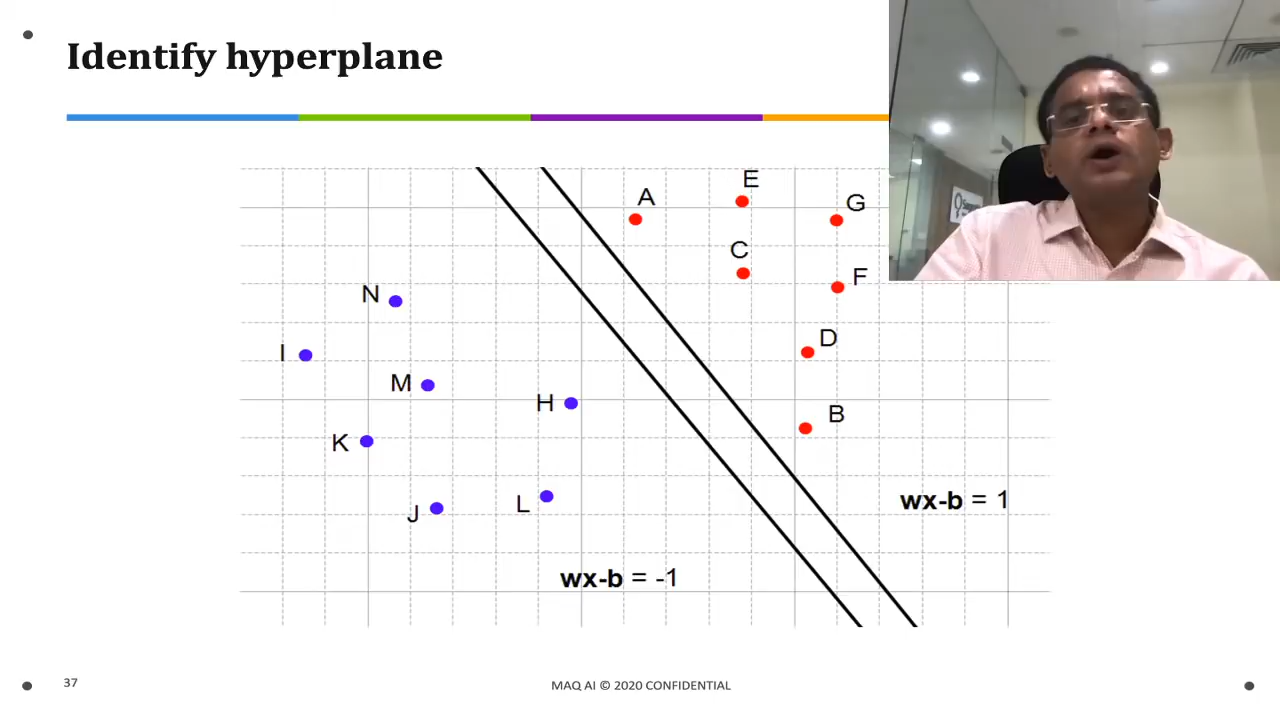 Identify hyperplane
E
A
G
C
F
N
D
I
M
H
B
K
L
J
wx-b = 1
wx-b = -1
37
MAQ AI © 2020 CONFIDENTIAL